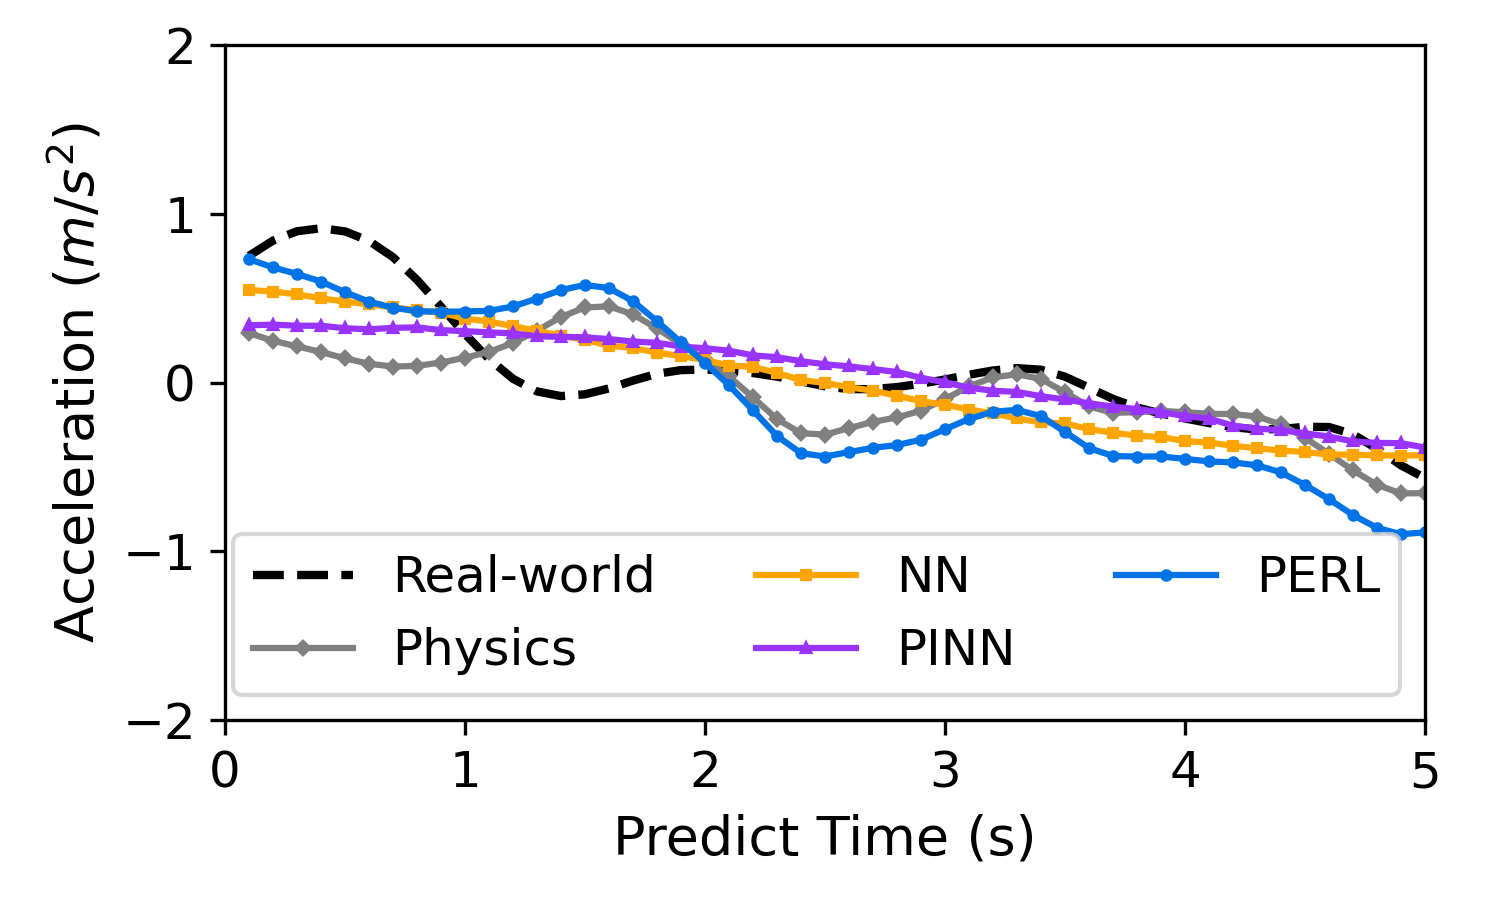 2
1
0
−1
−2
Acceleration (m/s²)
Real-world
NN
PERL
Physics
PINN
0 1 2 3 4 5
Predict Time (s)